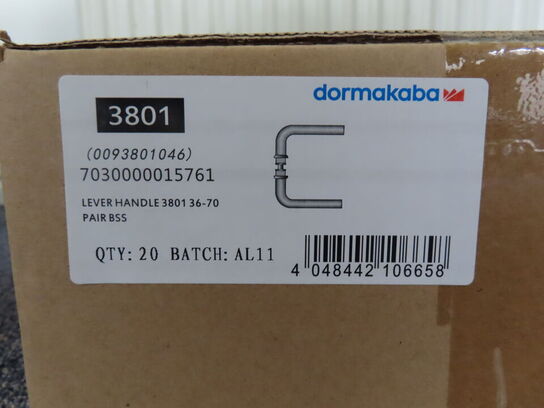 dormakaba
3801
(0093801046)
7030000015761
LEVER HANDLE 3801 36-70
PAIR BSS
QTY: 20 BATCH: AL11
4 048442 106658